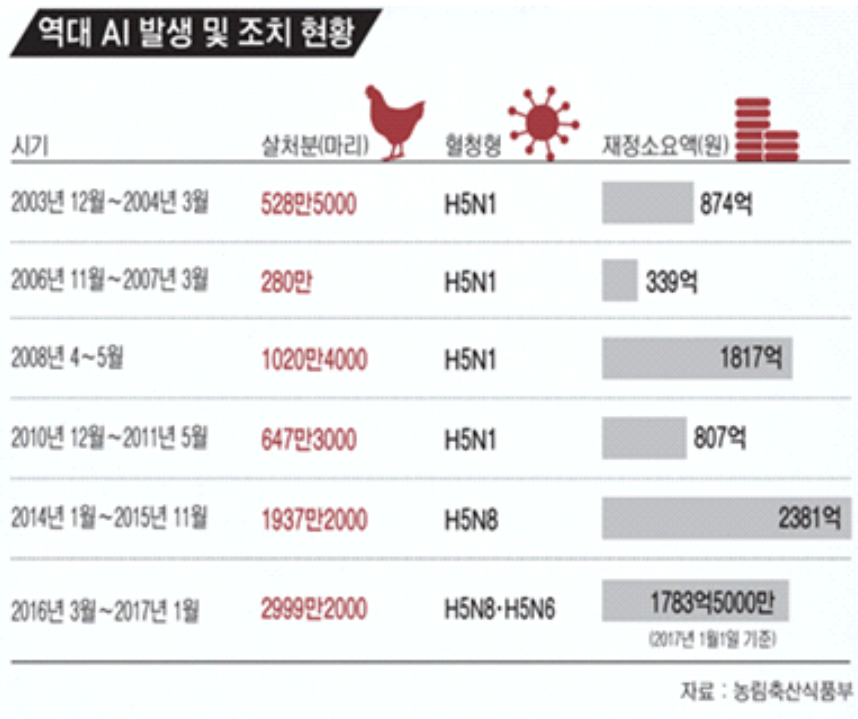 역대 AI 발생 및 조치 현황
시기 살처분(마리) 혈청형 재정소요액(원)
2003년 12월~2004년 3월 528만5000 H5N1 874억
2006년 11월~2007년 3월 280만 H5N1 339억
2008년 4~5월 1020만4000 H5N1 1817억
2010년 12월~2011년 5월 647만3000 H5N1 807억
2014년 1월~2015년 11월 1937만2000 H5N8 2381억
2016년 3월~2017년 1월 2999만2000 H5N8·H5N6 1783억5000만
(2017년 1월1일 기준)
자료 : 농림축산식품부